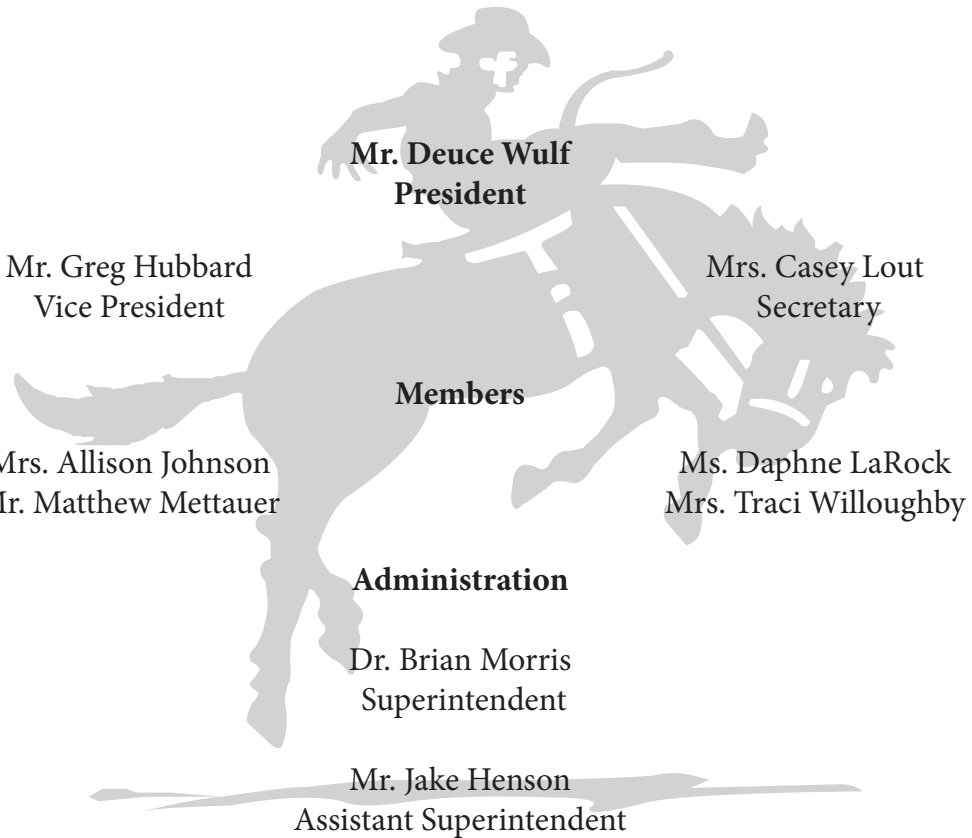 Mr. Deuce Wulf
President
Mr. Greg Hubbard
Vice President
Mrs. Casey Lout
Secretary
Members
Mrs. Allison Johnson
Mr. Matthew Mettauer
Ms. Daphne LaRock
Mrs. Traci Willoughby
Administration
Dr. Brian Morris
Superintendent
Mr. Jake Henson
Assistant Superintendent